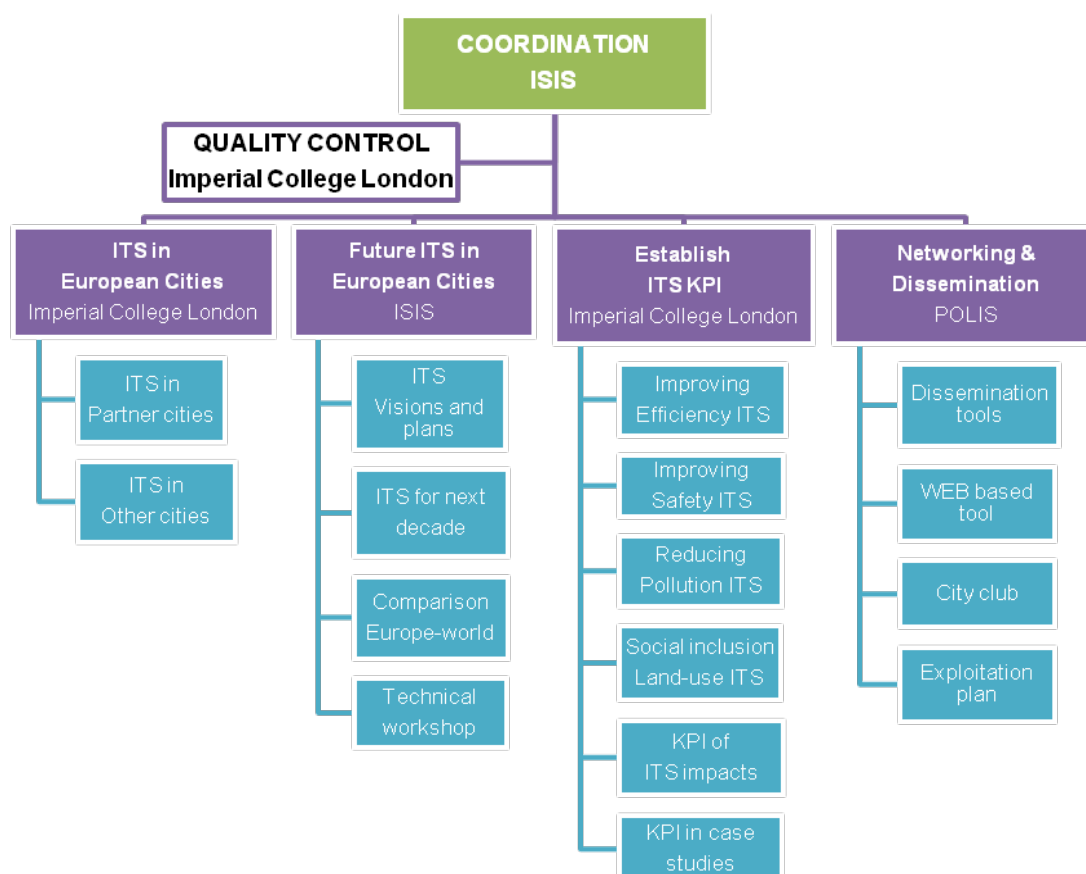 COORDINATION
ISIS
QUALITY CONTROL
Imperial College London
ITS in
European Cities
Imperial College London
ITS in
Partner cities
ITS in
Other cities
Future ITS in
European Cities
ISIS
ITS
Visions and
plans
ITS for next
decade
Comparison
Europe-world
Technical
workshop
Establish
ITS KPI
Imperial College London
Improving
Efficiency ITS
Improving
Safety ITS
Reducing
Pollution ITS
Social inclusion
Land-use ITS
KPI of
ITS impacts
KPI in case
studies
Networking &
Dissemination
POLIS
Dissemination
tools
WEB based
tool
City club
Exploitation
plan